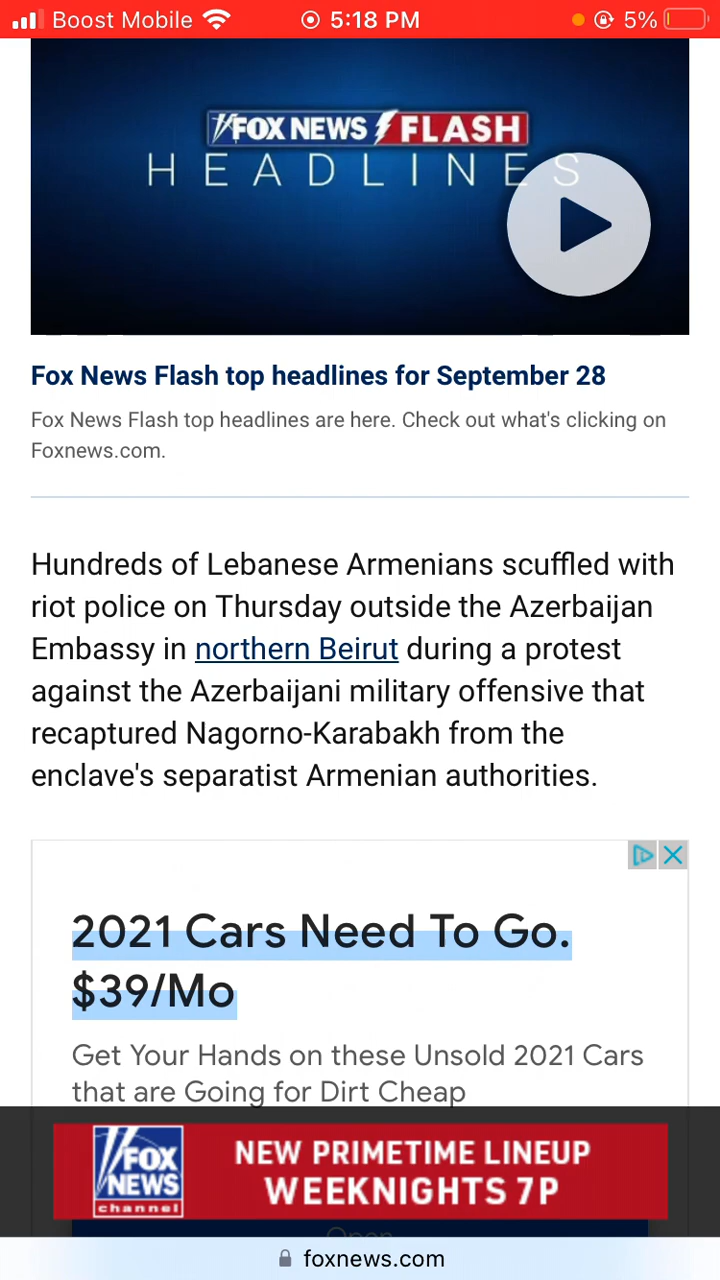 Boost Mobile 5:18 PM 5%
FOX NEWS FLASH
HEADLINES
Fox News Flash top headlines for September 28
Fox News Flash top headlines are here. Check out what's clicking on
Foxnews.com.
Hundreds of Lebanese Armenians scuffled with
riot police on Thursday outside the Azerbaijan
Embassy in northern Beirut during a protest
against the Azerbaijani military offensive that
recaptured Nagorno-Karabakh from the
enclave's separatist Armenian authorities.
2021 Cars Need To Go.
$39/Mo
Get Your Hands on these Unsold 2021 Cars
that are Going for Dirt Cheap
FOX
NEWS
channel
NEW PRIMETIME LINEUP
WEEKNIGHTS 7P
Open
foxnews.com